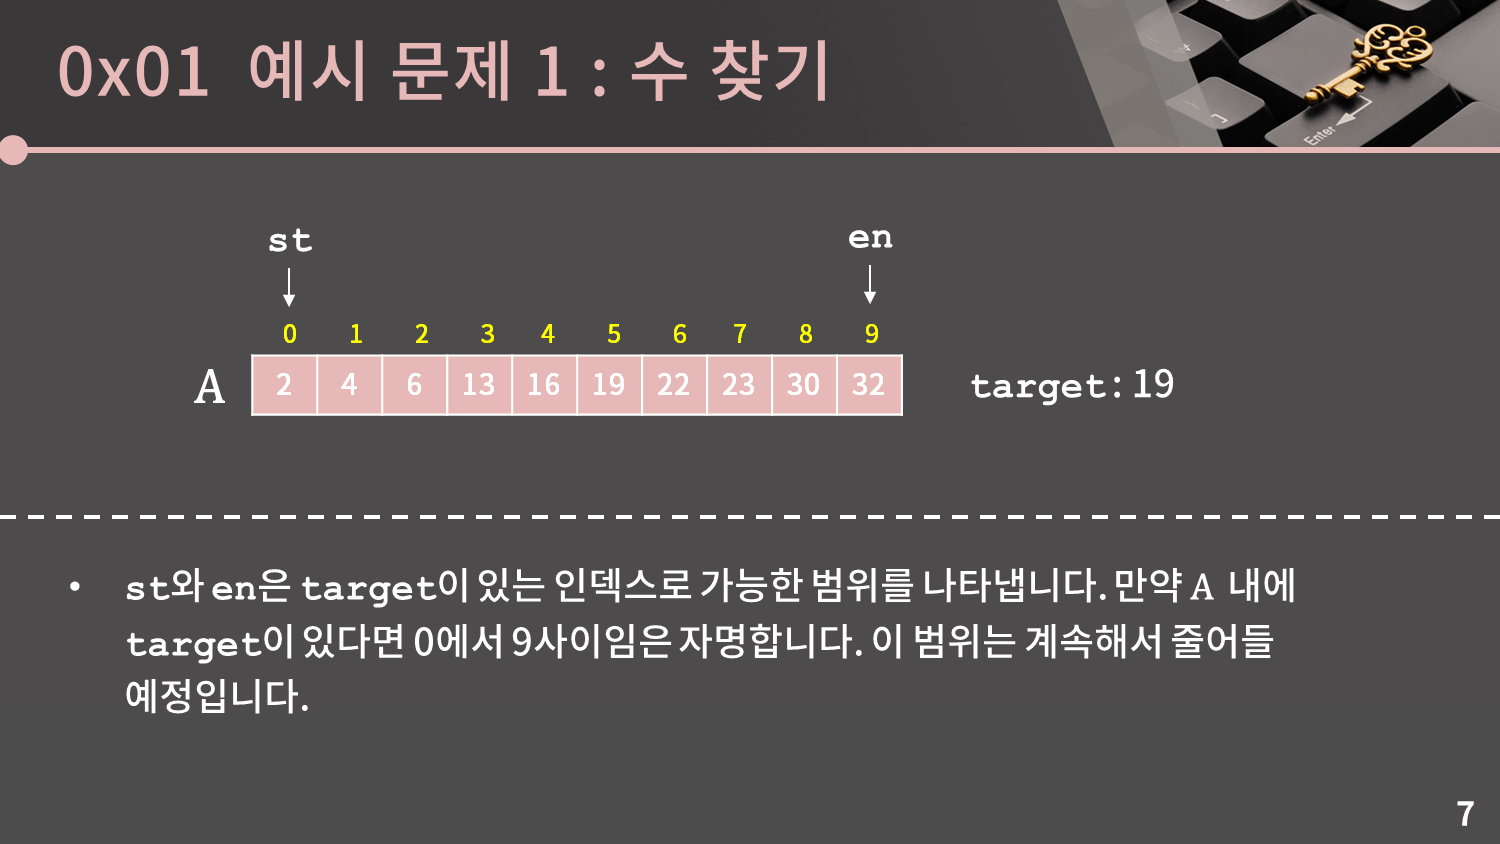 0x01 예시 문제 1 : 수 찾기
Enter
st en
0 1 2 3 4 5 6 7 8 9
A 2 4 6 13 16 19 22 23 30 32 target: 19
• st와 en은 target이 있는 인덱스로 가능한 범위를 나타냅니다. 만약 A 내에
target이 있다면 0에서 9사이임은 자명합니다. 이 범위는 계속해서 줄어들
예정입니다.
7